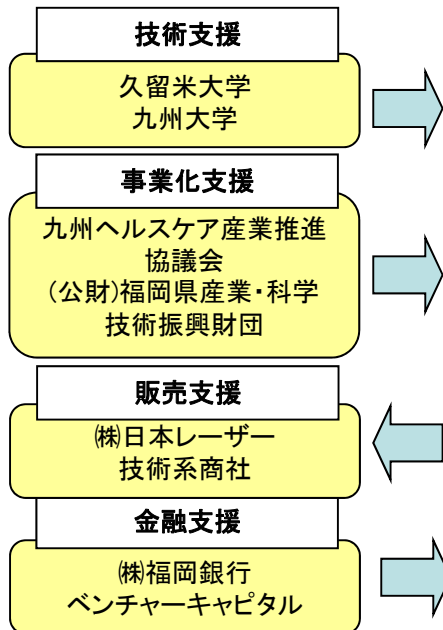 技術支援
久留米大学
九州大学
事業化支援
九州ヘルスケア産業推進
協議会
(公財)福岡県産業・科学
技術振興財団
販売支援
㈱日本レーザー
技術系商社
金融支援
㈱福岡銀行
ベンチャーキャピタル